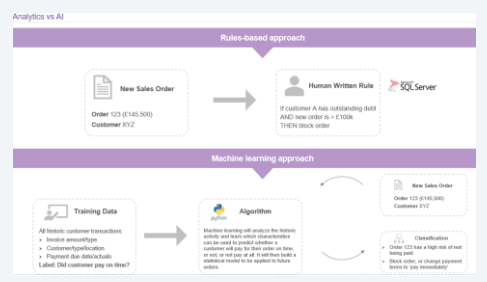 Analytics vs AI
Rules-based approach
New Sales Order
Order 123 (£145,500)
Customer XYZ
Human Written Rule
If customer A has outstanding debt
AND new order is > £100k
THEN block order
SQL Server
Machine learning approach
Training Data
All historic customer transactions:
> Invoice amount/type
> Customer/type/location
> Payment due date/actuals
Label: Did customer pay on time?
python
Algorithm
Machine learning will analyze the historic
activity and learn which characteristics
can be used to predict whether a
customer will pay for their order on time,
or not, or not pay at all. It will then build a
statistical model to be applied to future
orders.
New Sales Order
Order 123 (£145,500)
Customer XYZ
Classification
> Order 123 has a high risk of not
being paid
> Block order, or change payment
terms to 'pay immediately'